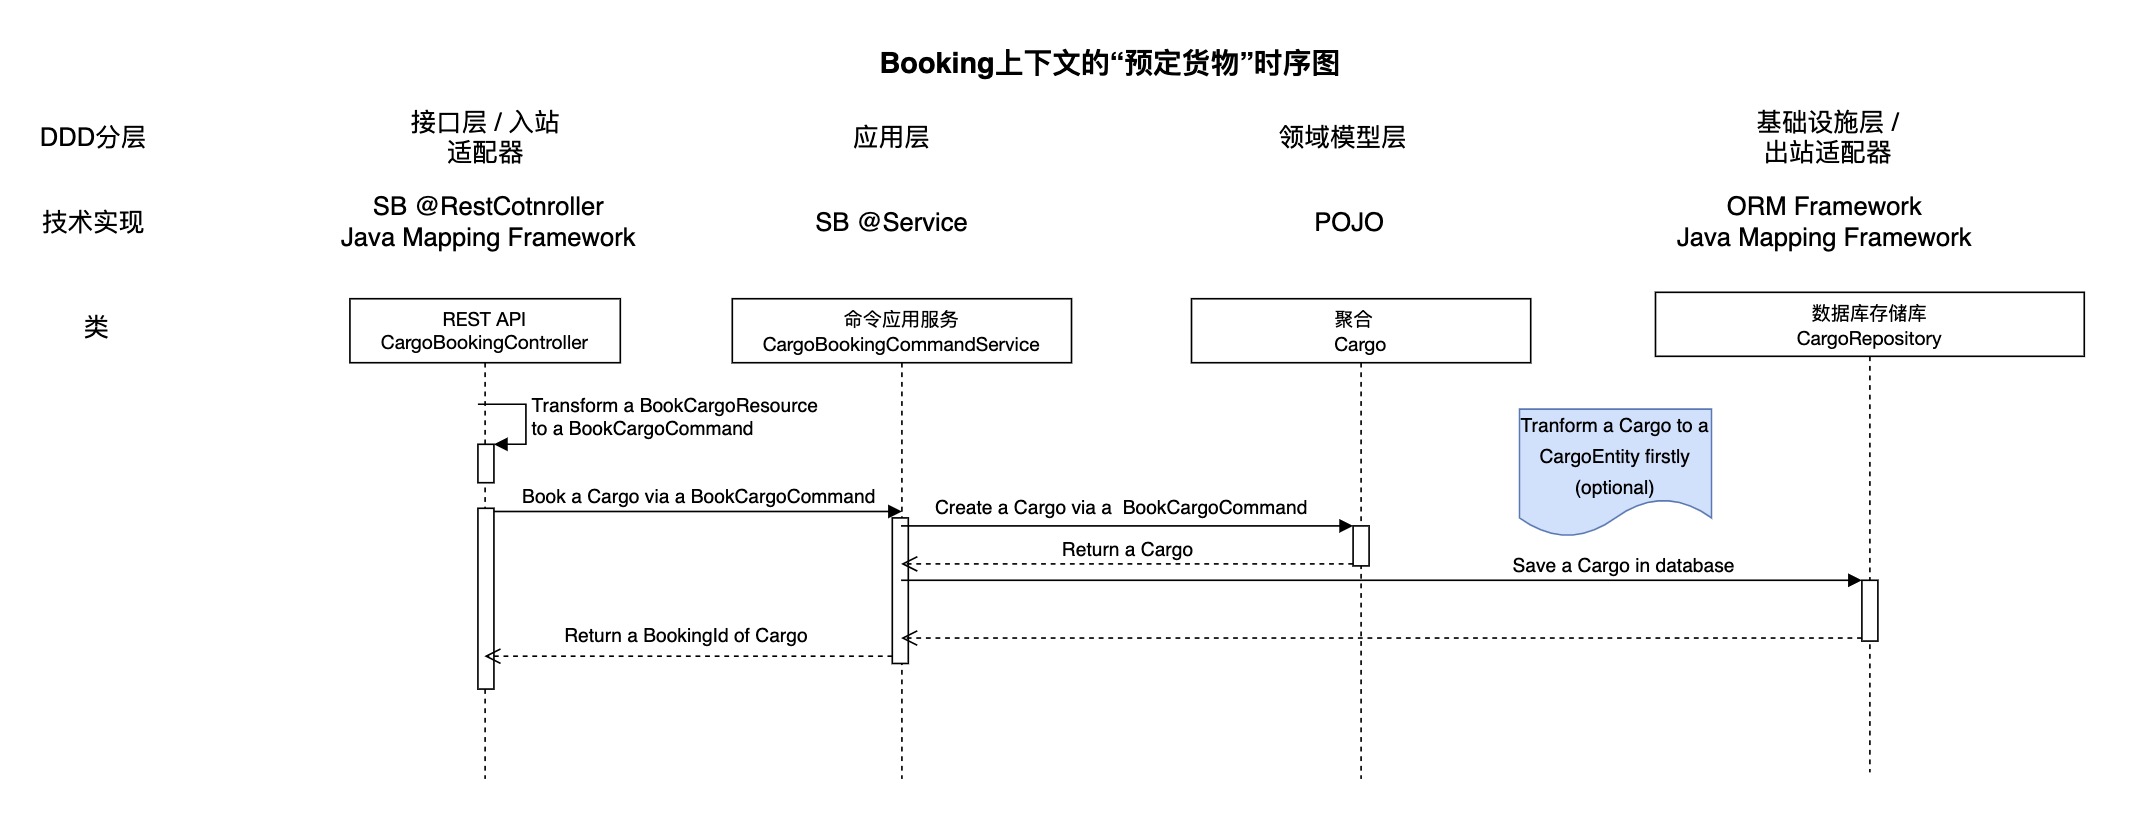 Booking上下文的“预定货物”时序图
DDD分层
接口层 / 入站
适配器
应用层
领域模型层
基础设施层 /
出站适配器
技术实现
SB @RestCotnroller
Java Mapping Framework
SB @Service
POJO
ORM Framework
Java Mapping Framework
类
REST API
CargoBookingController
命令应用服务
CargoBookingCommandService
聚合
Cargo
数据库存储库
CargoRepository
Transform a BookCargoResource
to a BookCargoCommand
Tranform a Cargo to a
CargoEntity firstly
(optional)
Book a Cargo via a BookCargoCommand
Create a Cargo via a  BookCargoCommand
Return a Cargo
Save a Cargo in database
Return a BookingId of Cargo